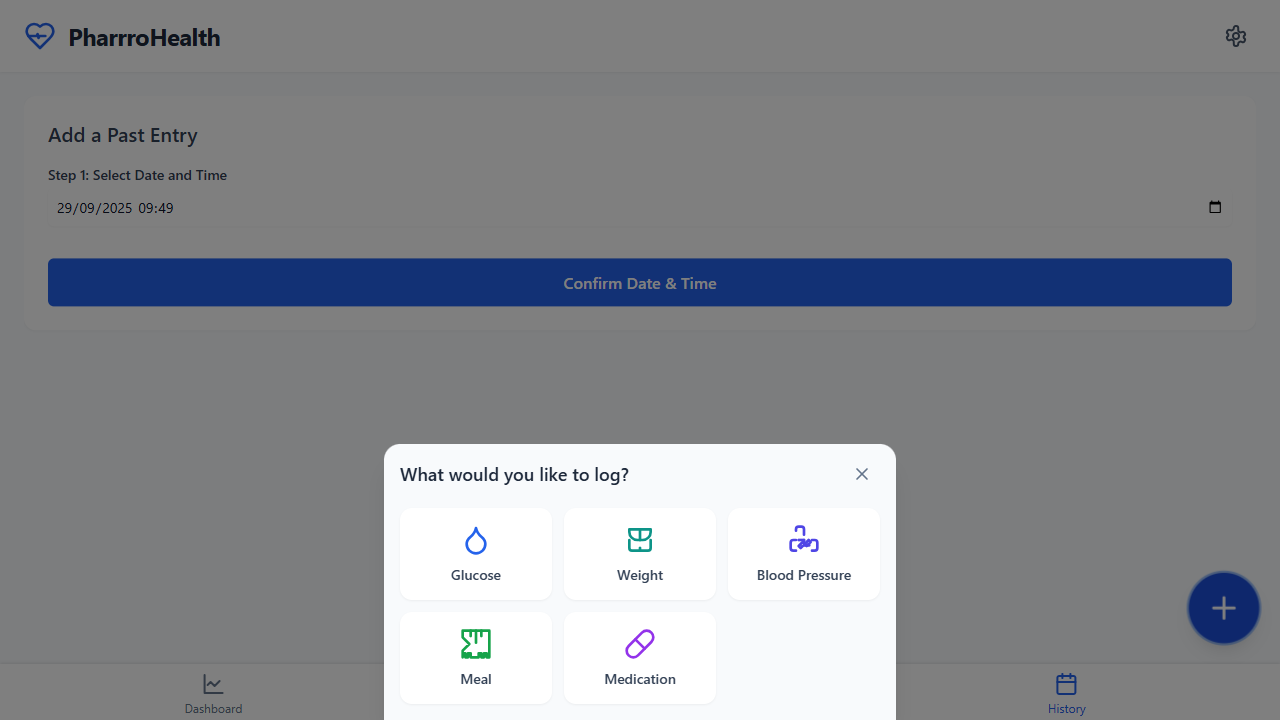 PharrroHealth
Add a Past Entry
Step 1: Select Date and Time
29/09/2025 09:49
Confirm Date & Time
What would you like to log?
Glucose
Weight
Blood Pressure
Meal
Medication
Dashboard
History